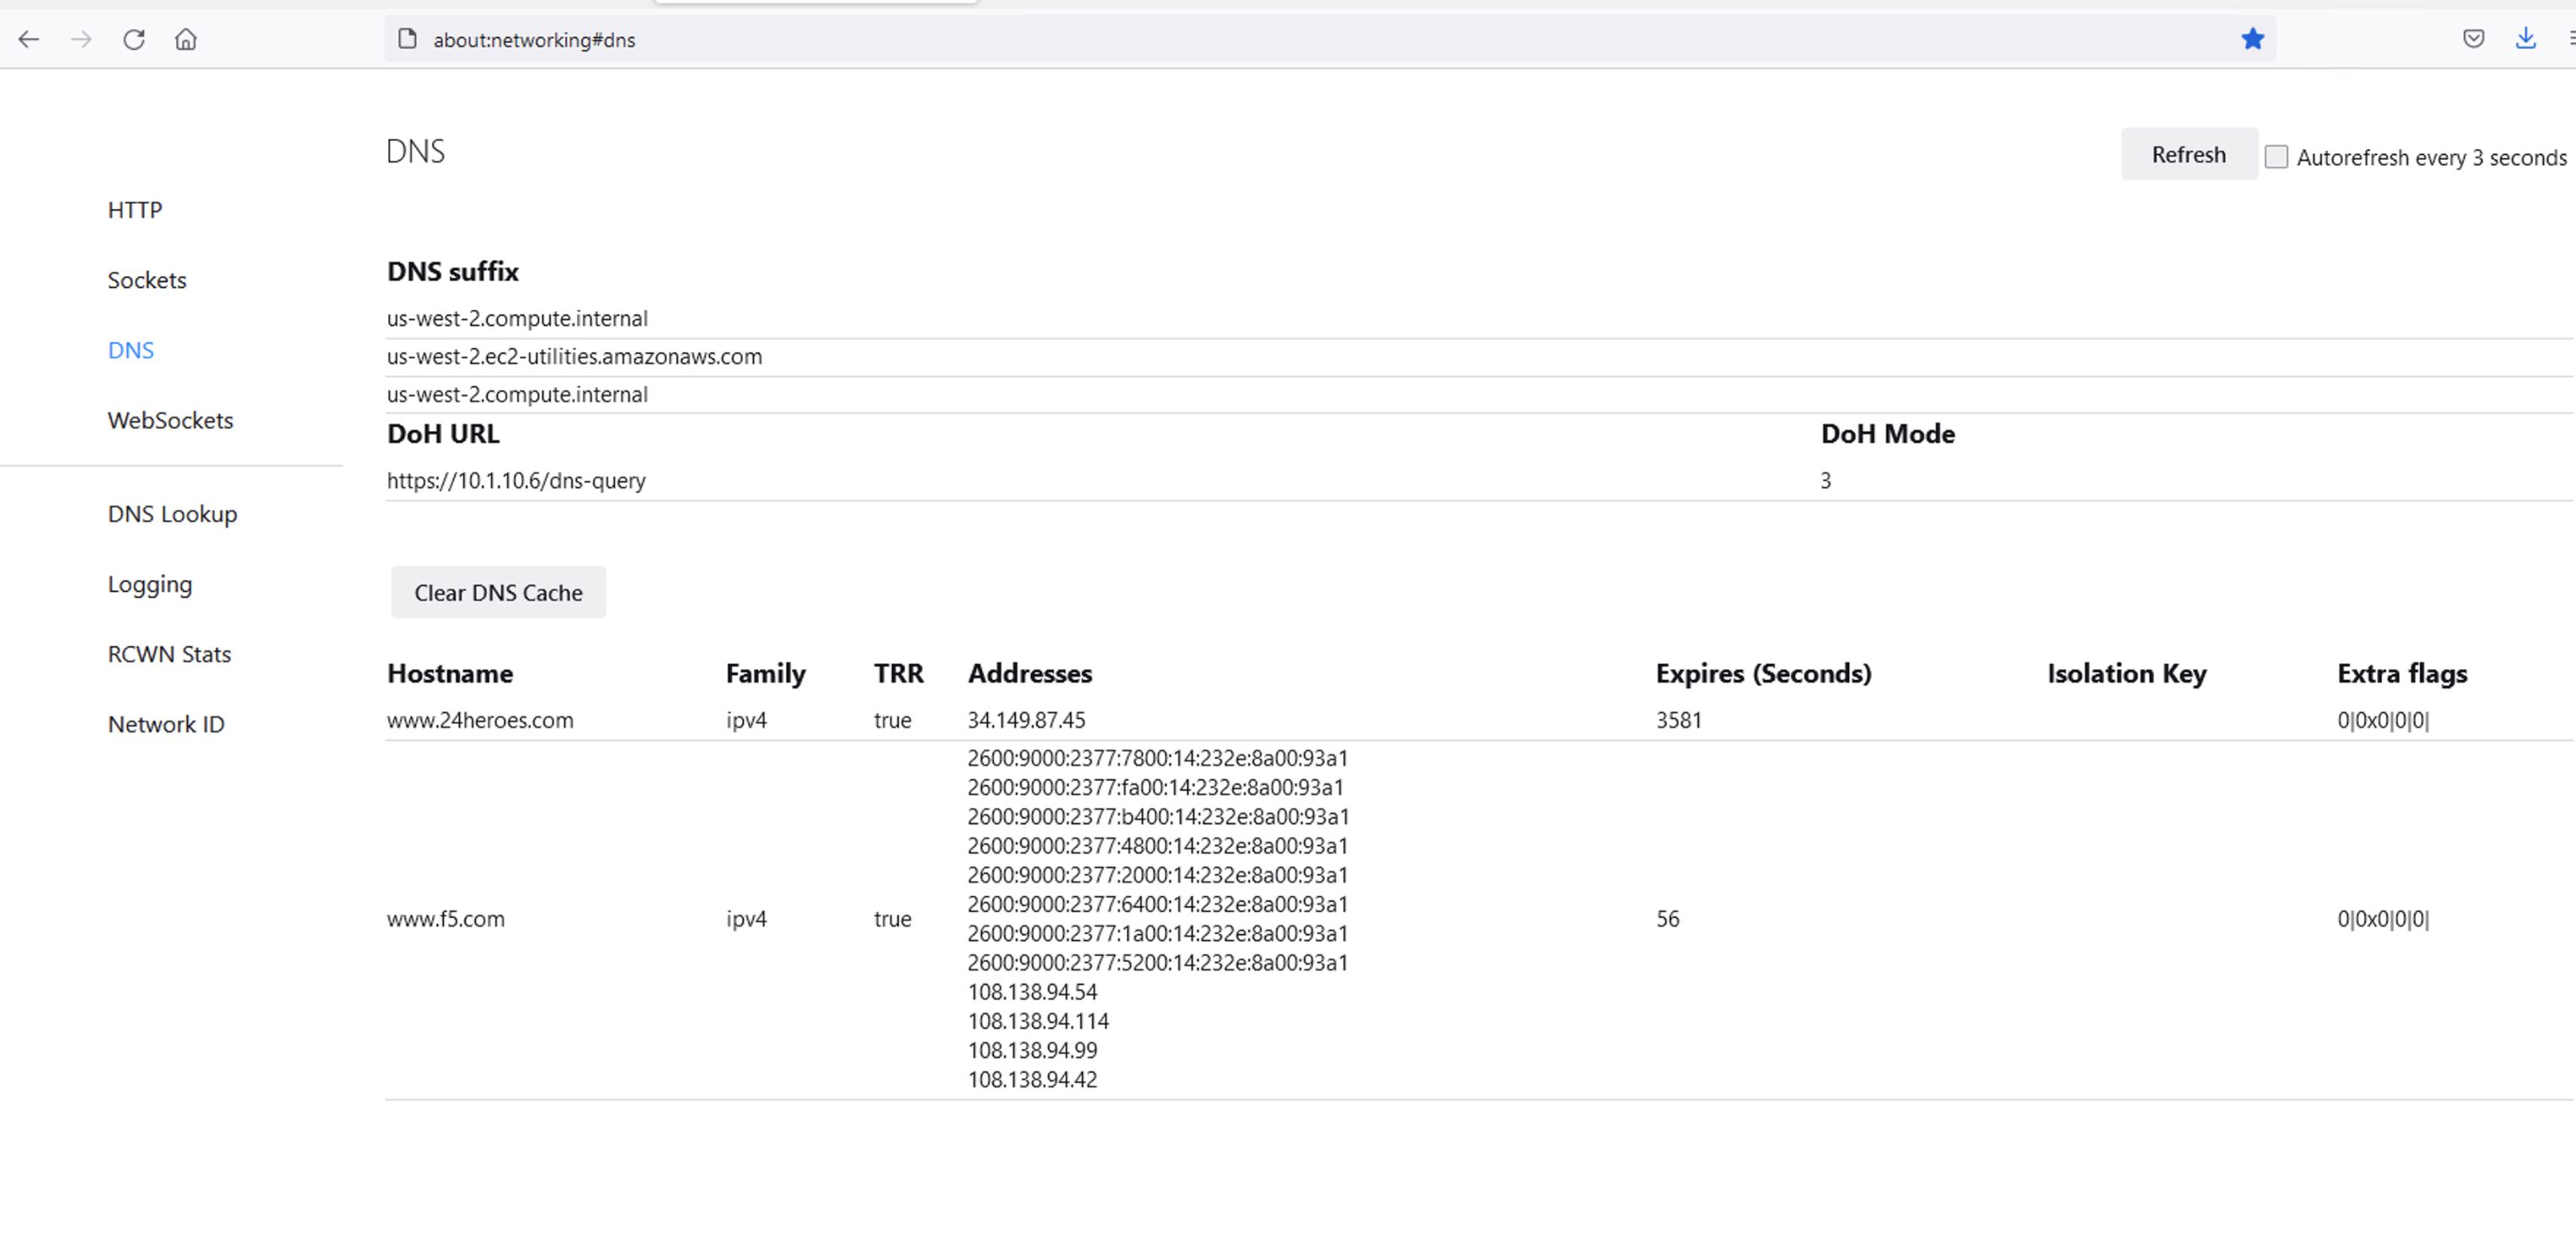 about:networking#dns
DNS
Refresh Autorefresh every 3 seconds
HTTP
Sockets
DNS
WebSockets
DNS Lookup
Logging
RCWN Stats
Network ID
DNS suffix
us-west-2.compute.internal
us-west-2.ec2-utilities.amazonaws.com
us-west-2.compute.internal
DoH URL DoH Mode
https://10.1.10.6/dns-query 3
Clear DNS Cache
Hostname Family TRR Addresses Expires (Seconds) Isolation Key Extra flags
www.24heroes.com ipv4 true 34.149.87.45 3581 0|0x0|0|0|
2600:9000:2377:7800:14:232e:8a00:93a1
2600:9000:2377:fa00:14:232e:8a00:93a1
2600:9000:2377:b400:14:232e:8a00:93a1
2600:9000:2377:4800:14:232e:8a00:93a1
2600:9000:2377:2000:14:232e:8a00:93a1
2600:9000:2377:6400:14:232e:8a00:93a1
www.f5.com ipv4 true 56 0|0x0|0|0|
2600:9000:2377:1a00:14:232e:8a00:93a1
2600:9000:2377:5200:14:232e:8a00:93a1
108.138.94.54
108.138.94.114
108.138.94.99
108.138.94.42